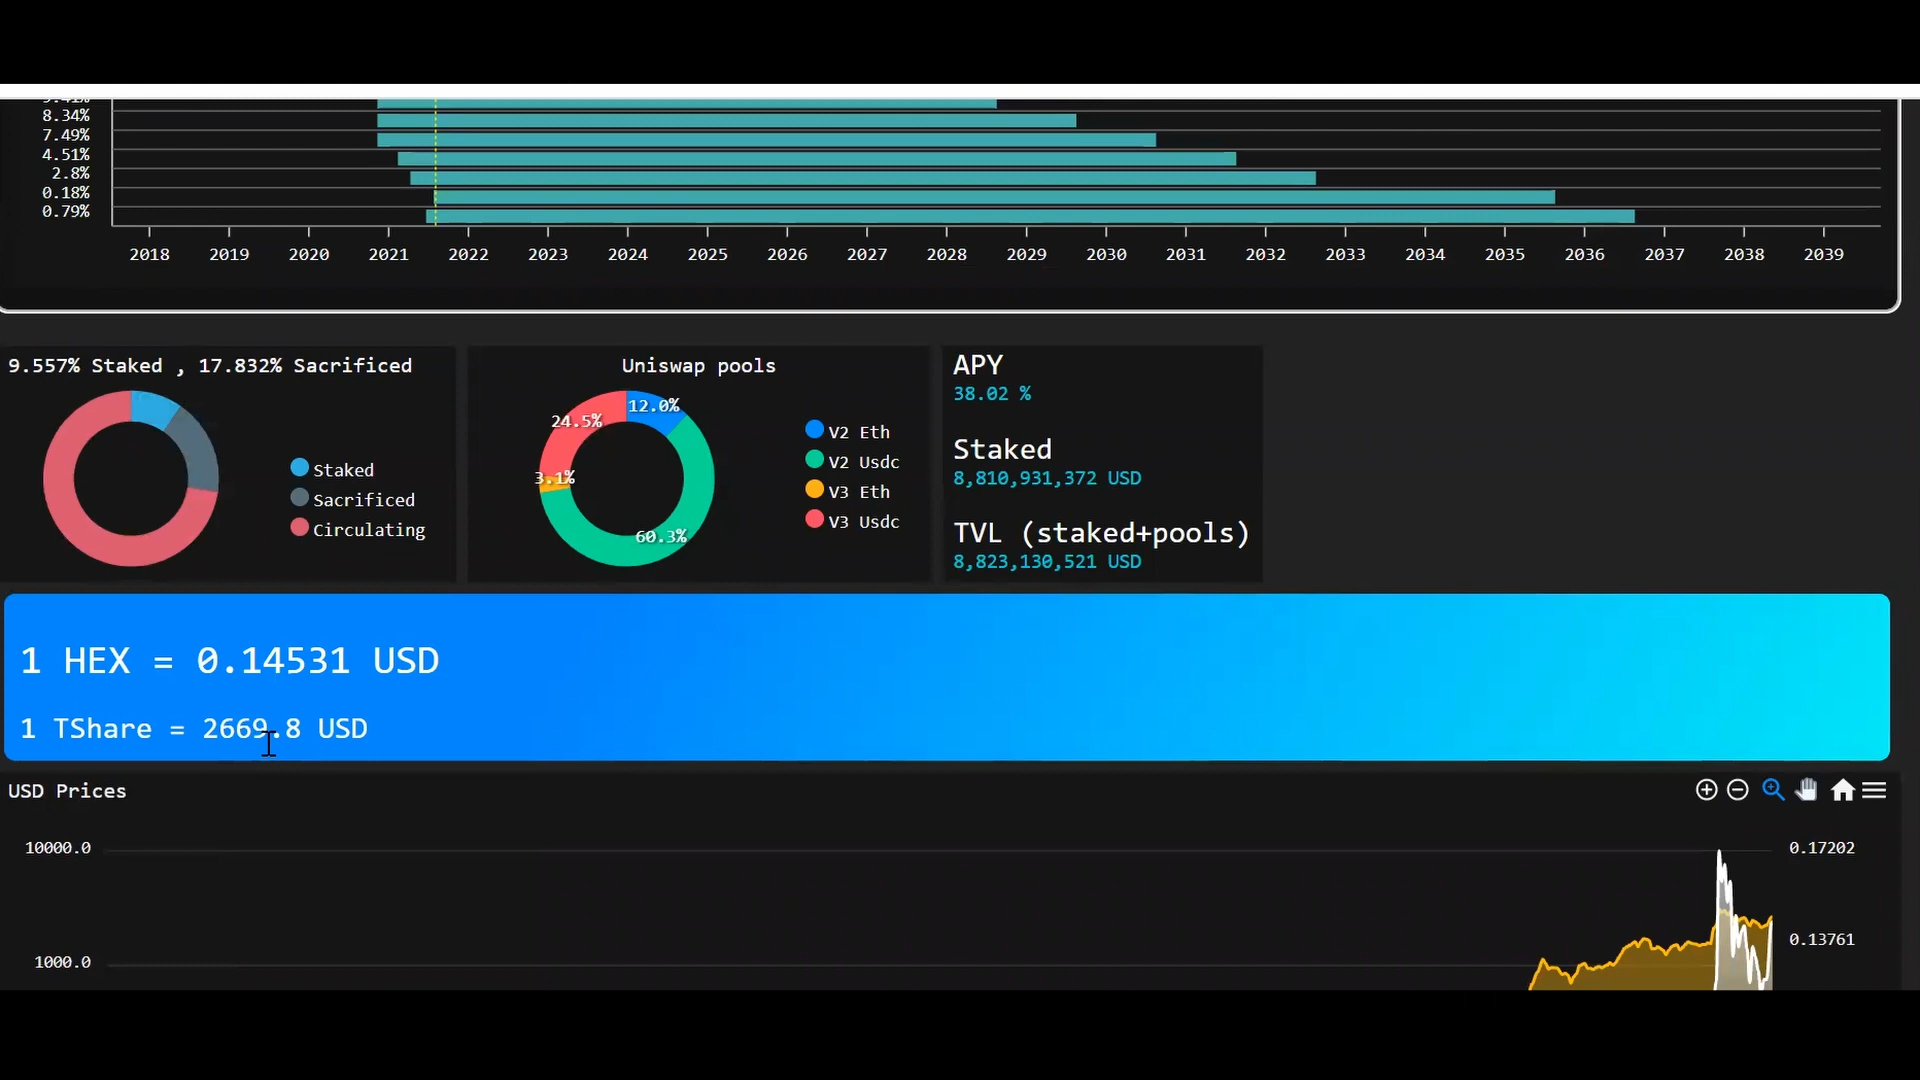 8.34%
7.49%
4.51%
2.8%
0.18%
0.79%
2018 2019 2020 2021 2022 2023 2024 2025 2026 2027 2028 2029 2030 2031 2032 2033 2034 2035 2036 2037 2038 2039
9.557% Staked , 17.832% Sacrificed
Staked
Sacrificed
Circulating
Uniswap pools
12.0%
24.5%
3.1%
60.3%
V2 Eth
V2 Usdc
V3 Eth
V3 Usdc
APY
38.02 %
Staked
8,810,931,372 USD
TVL (staked+pools)
8,823,130,521 USD
1 HEX = 0.14531 USD
1 TShare = 2669.8 USD
USD Prices
10000.0
0.17202
0.13761
1000.0